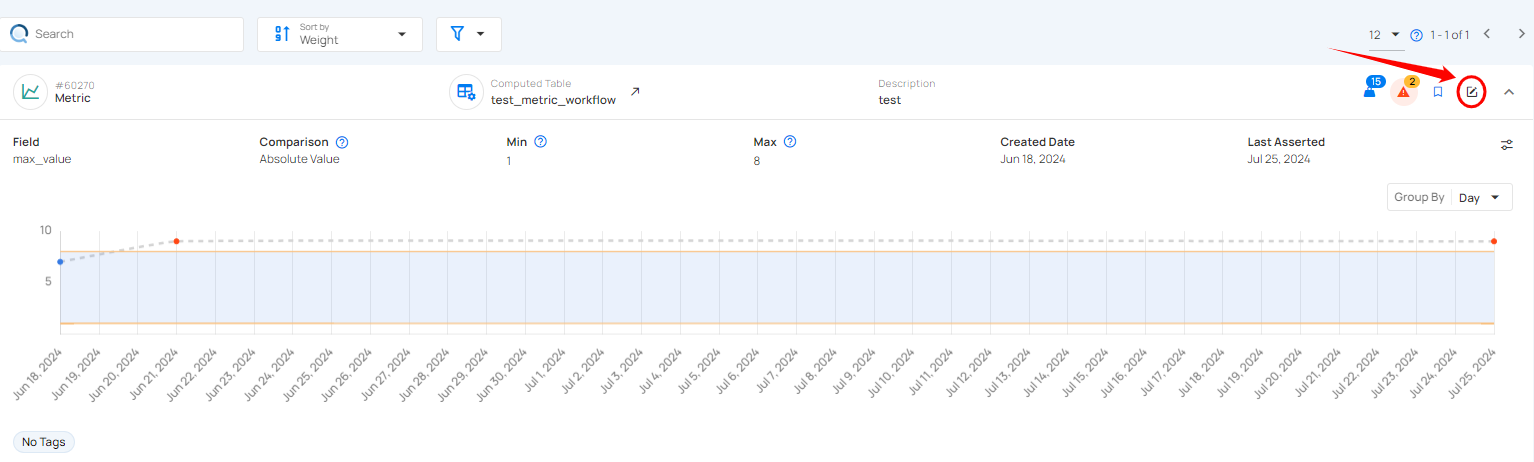 Search
Sort by
Weight
12
1 - 1 of 1
#60270
Metric
Computed Table
test_metric_workflow
Description
test
15
2
Field
max_value
Comparison
Absolute Value
Min
1
Max
8
Created Date
Jun 18, 2024
Last Asserted
Jul 25, 2024
Group By Day
10
5
Jun 18, 2024
Jun 19, 2024
Jun 20, 2024
Jun 21, 2024
Jun 22, 2024
Jun 23, 2024
Jun 24, 2024
Jun 25, 2024
Jun 26, 2024
Jun 27, 2024
Jun 28, 2024
Jun 29, 2024
Jun 30, 2024
Jul 1, 2024
Jul 2, 2024
Jul 3, 2024
Jul 4, 2024
Jul 5, 2024
Jul 6, 2024
Jul 7, 2024
Jul 8, 2024
Jul 9, 2024
Jul 10, 2024
Jul 11, 2024
Jul 12, 2024
Jul 13, 2024
Jul 14, 2024
Jul 15, 2024
Jul 16, 2024
Jul 17, 2024
Jul 18, 2024
Jul 19, 2024
Jul 20, 2024
Jul 21, 2024
Jul 22, 2024
Jul 23, 2024
Jul 24, 2024
Jul 25, 2024
No Tags